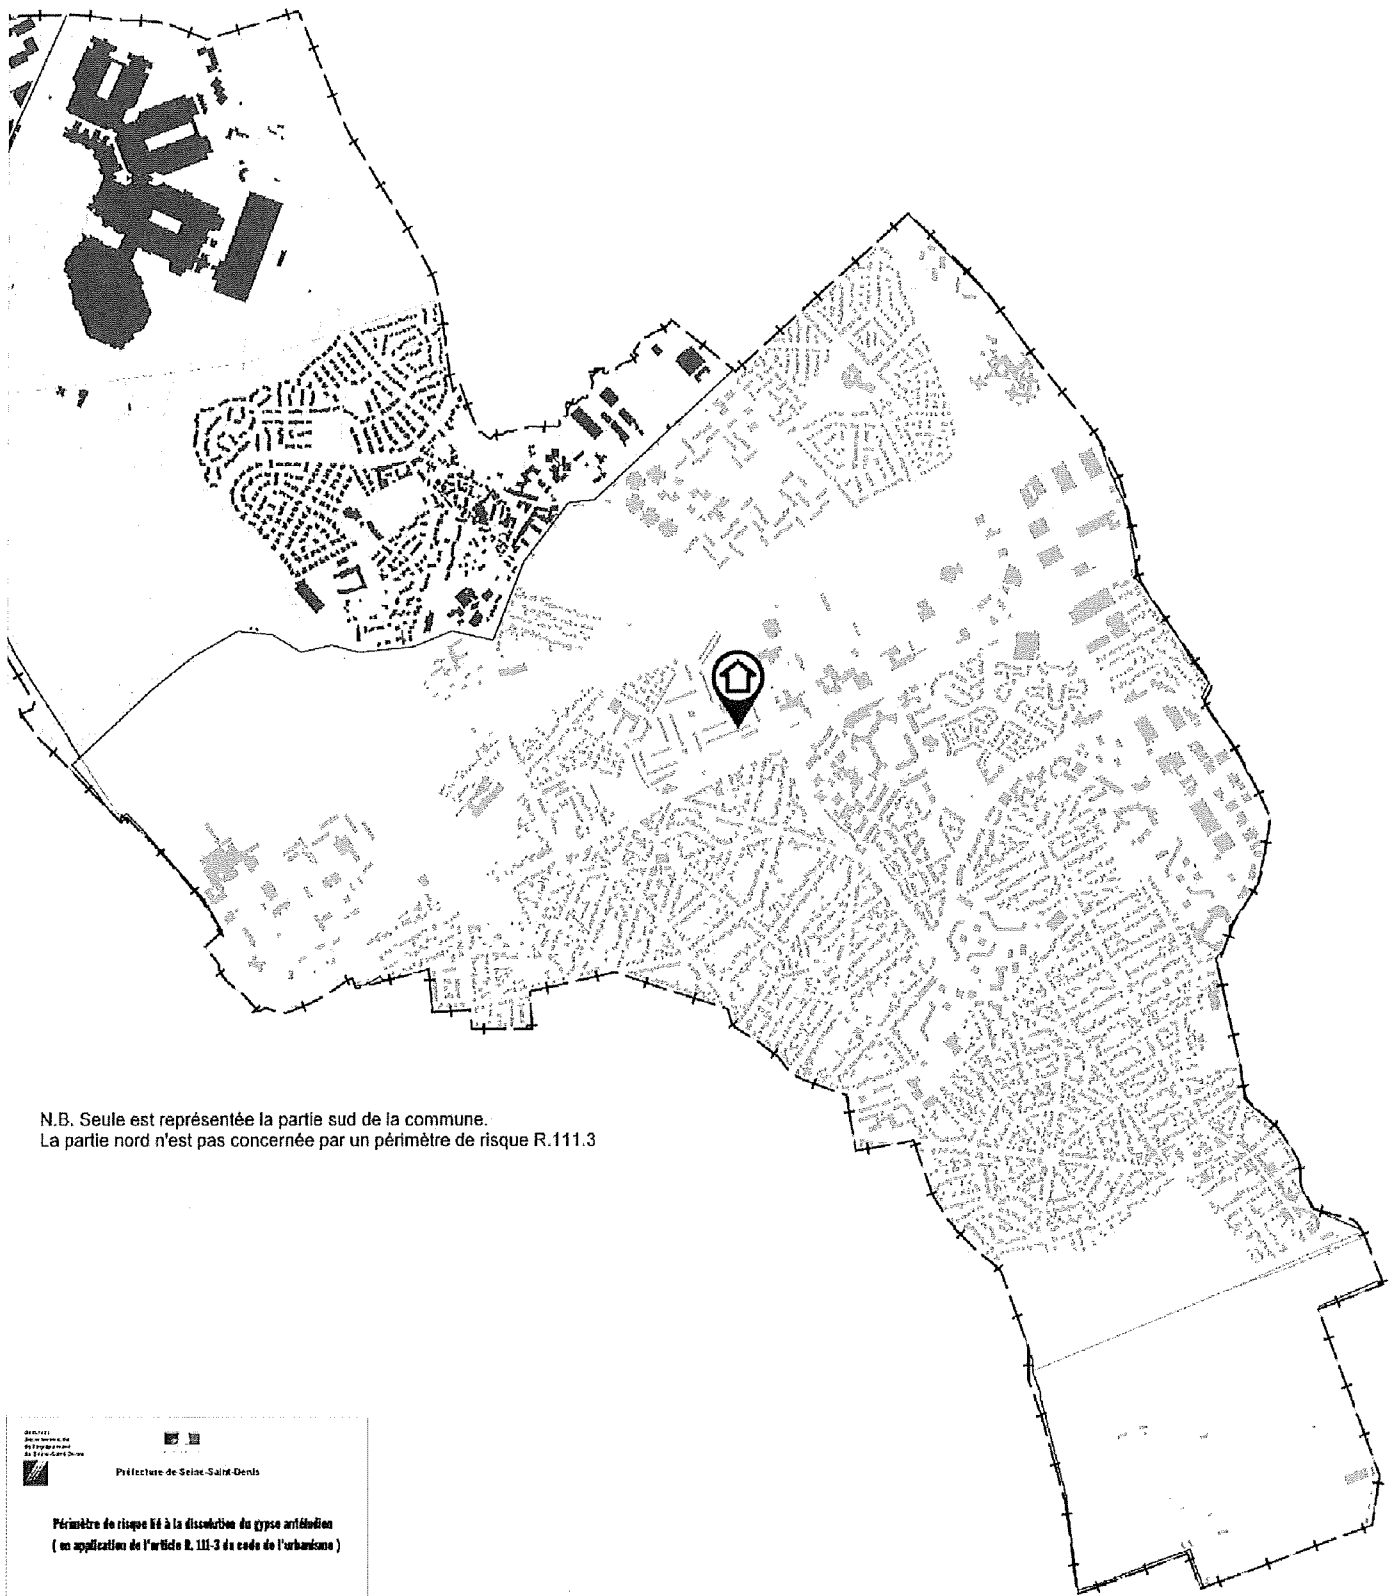 N.B. Seule est représentée la partie sud de la commune.
La partie nord n'est pas concernée par un périmètre de risque R.111.3
Préfecture de Seine-Saint-Denis
Périmètre de risque lié à la dissolution du gypse antéludien
( en application de l'article R. 111-3 du code de l'urbanisme )